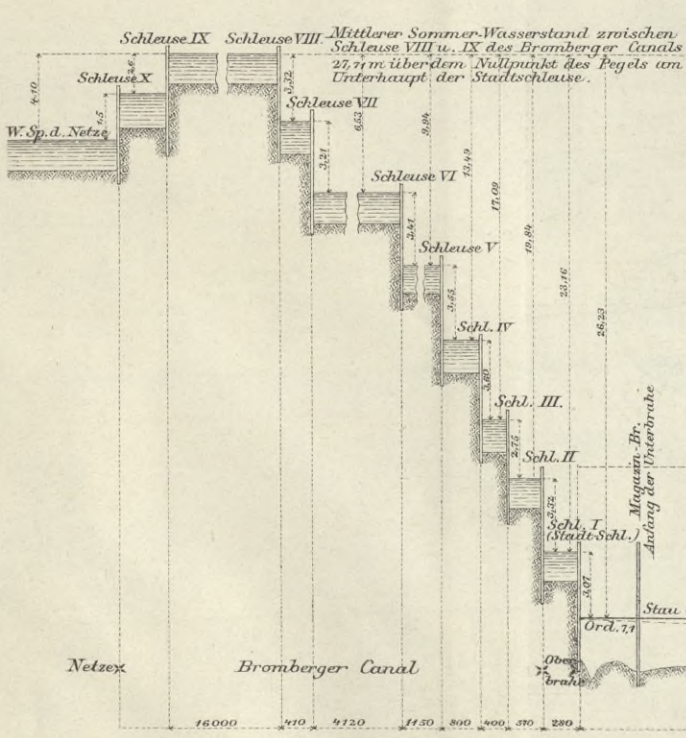 Schleuse IX
Schleuse VIII.
Mittlerer Sommer-Wasserstand zwischen
Schleuse VIII u. IX des Bromberger Canals
27,71 m über dem Nullpunkt des Pegels am
Unterhaupt der Stadtschleuse.
Schleuse X
4,10
2,6
1,5
W. Sp. d. Netze
3,32
Schleuse VII
3,21
6,53
9,94
13,49
17,09
19,84
23,16
26,23
Schleuse VI
3,41
Schleuse V
3,55
Schl. IV
3,60
Schl. III.
2,75
Schl. II
3,32
Schl. I
(Stadt-Schl.)
3,07
Magazin-Br.
Anfang der Unterbrahe
Stau
Ord. 7,1
Netze
Bromberger Canal
Ober
brahe
16000
410
4120
1150
800
400
510
280